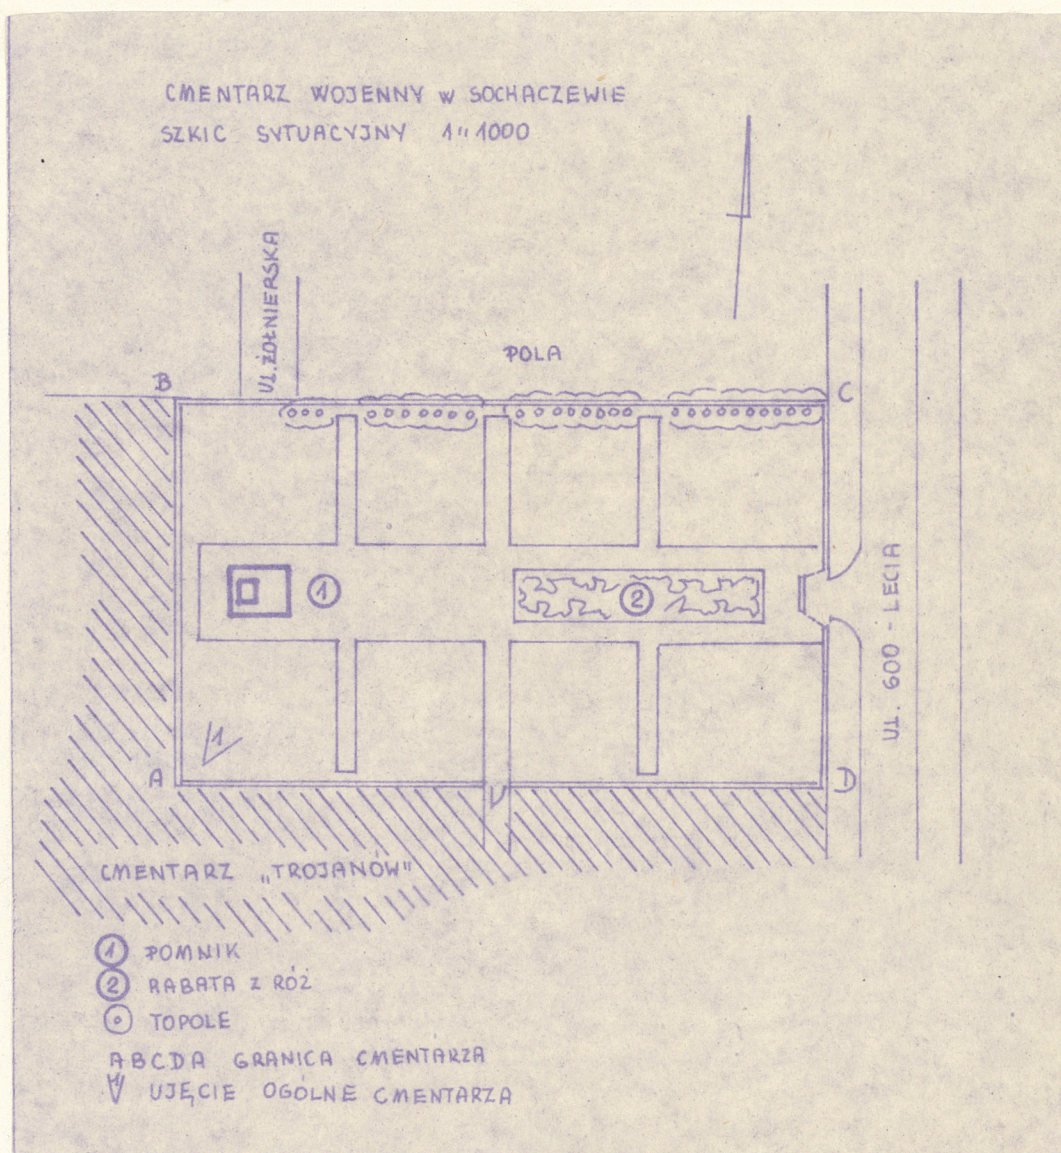 CMENTARZ WOJENNY w SOCHACZEWIE
SZKIC SYTUACYJNY 1:1000
UL. ŻOŁNIERSKA
POLA
B
C
1
2
UL. 600 - LECIA
1
A
D
CMENTARZ „TROJANÓW"
1 POMNIK
2 RABATA Z RÓŻ
TOPOLE
ABCDA GRANICA CMENTARZA
1 UJĘCIE OGÓLNE CMENTARZA